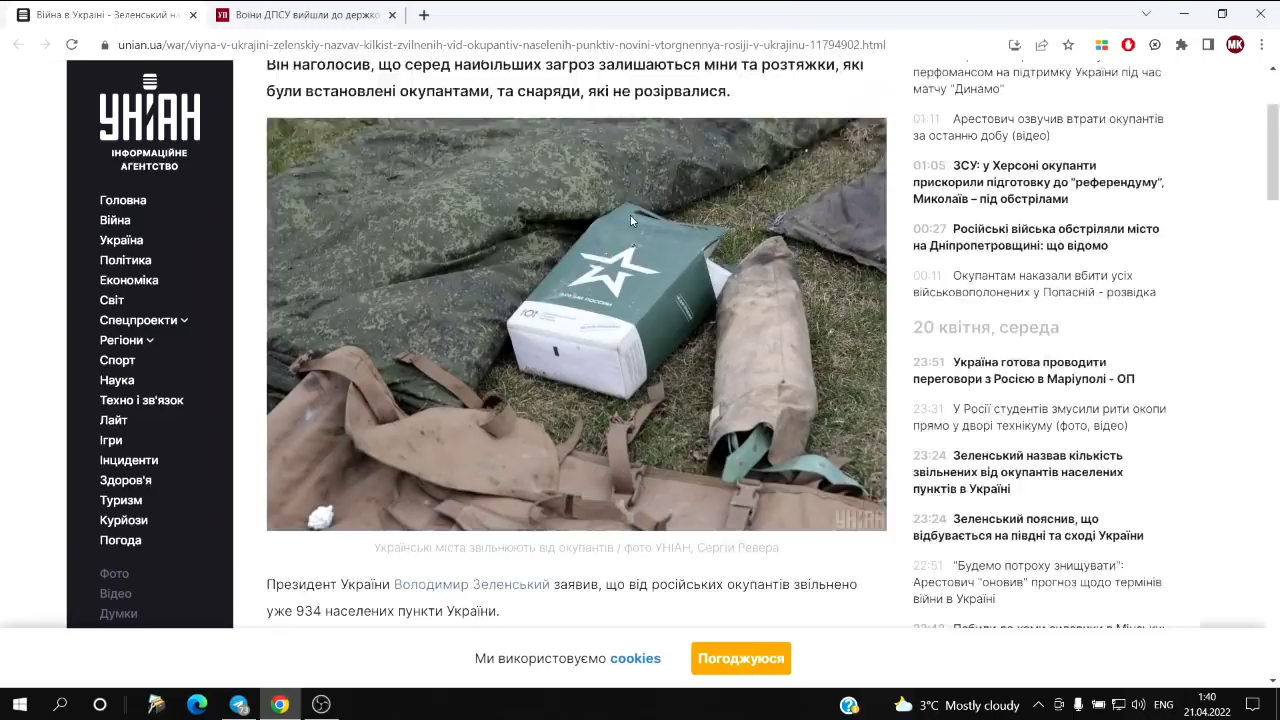 Війна в Україні - Зеленський на
Воїни ДПСУ вийшли до держко
unian.ua/war/viyna-v-ukrajini-zelenskiy-nazvav-kilkist-zvilnenih-vid-okupantiv-naselenih-punktiv-novini-vtorgnennya-rosiji-v-ukrajinu-11794902.html
MK
УНІАН
ІНФОРМАЦІЙНЕ
АГЕНТСТВО
Головна
Війна
Україна
Політика
Економіка
Світ
Спецпроекти
Регіони
Спорт
Наука
Техно і зв'язок
Лайт
Ігри
Інциденти
Здоров'я
Туризм
Курйози
Погода
Фото
Відео
Думки
Він наголосив, що серед найбільших загроз залишаються міни та розтяжки, які
були встановлені окупантами, та снаряди, які не розірвалися.
АРМИЯ РОССИИ
УНІАН
Українські міста звільнюють від окупантів / фото УНІАН, Сергій Ревера
Президент України Володимир Зеленський заявив, що від російських окупантів звільнено
уже 934 населених пункти України.
перфомансом на підтримку України під час
матчу "Динамо"
01:11 Арестович озвучив втрати окупантів
за останню добу (відео)
01:05 ЗСУ: у Херсоні окупанти
прискорили підготовку до "референдуму",
Миколаїв – під обстрілами
00:27 Російські війська обстріляли місто
на Дніпропетровщині: що відомо
00:11 Окупантам наказали вбити усіх
військовополонених у Попасній - розвідка
20 квітня, середа
23:51 Україна готова проводити
переговори з Росією в Маріуполі - ОП
23:31 У Росії студентів змусили рити окопи
прямо у дворі технікуму (фото, відео)
23:24 Зеленський назвав кількість
звільнених від окупантів населених
пунктів в Україні
23:24 Зеленський пояснив, що
відбувається на півдні та сході України
22:51 "Будемо потроху знищувати":
Арестович "оновив" прогноз щодо термінів
війни в Україні
Ми використовуємо cookies
Погоджуюся
3°C Mostly cloudy
ENG
1:40
21.04.2022